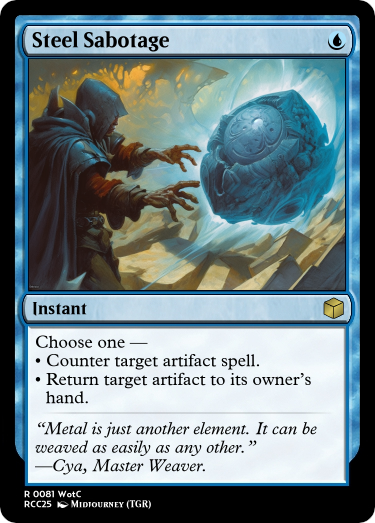 Steel Sabotage
Instant
Choose one —
• Counter target artifact spell.
• Return target artifact to its owner's
hand.
"Metal is just another element. It can be
weaved as easily as any other."
—Cya, Master Weaver.
R 0081 WotC
RCC25 Midjourney (TGR)